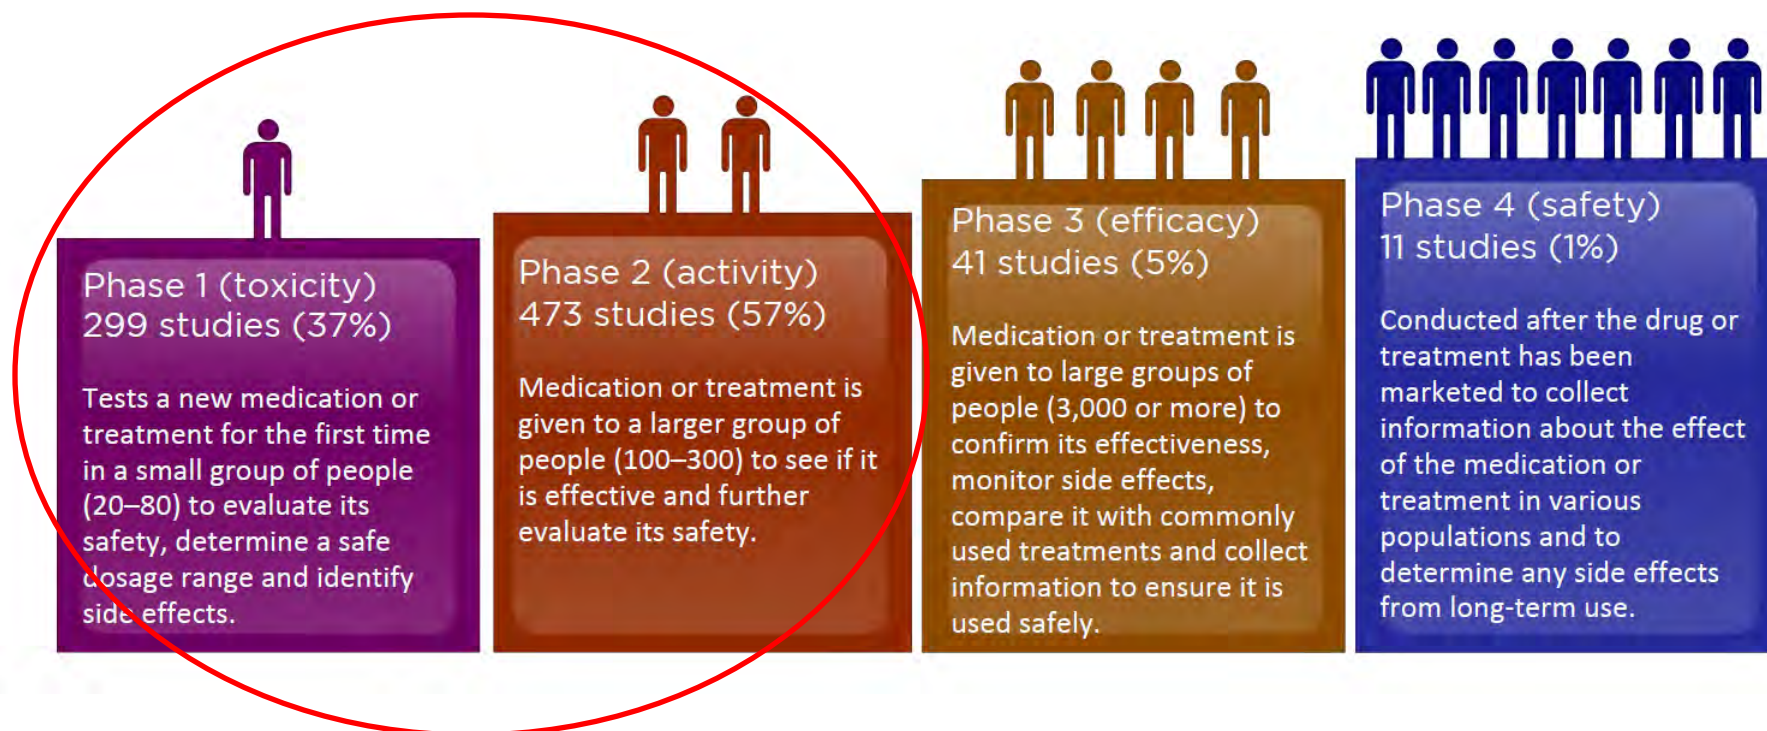 Phase 1 (toxicity)
299 studies (37%)
Tests a new medication or
treatment for the first time
in a small group of people
(20–80) to evaluate its
safety, determine a safe
dosage range and identify
side effects.
Phase 2 (activity)
473 studies (57%)
Medication or treatment is
given to a larger group of
people (100–300) to see if it
is effective and further
evaluate its safety.
Phase 3 (efficacy)
41 studies (5%)
Medication or treatment is
given to large groups of
people (3,000 or more) to
confirm its effectiveness,
monitor side effects,
compare it with commonly
used treatments and collect
information to ensure it is
used safely.
Phase 4 (safety)
11 studies (1%)
Conducted after the drug or
treatment has been
marketed to collect
information about the effect
of the medication or
treatment in various
populations and to
determine any side effects
from long-term use.